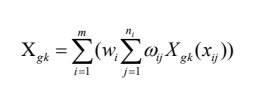 X_{gk} = \sum_{i=1}^{m} (w_i \sum_{j=1}^{n_i} \omega_{ij} X_{gk}(x_{ij}))